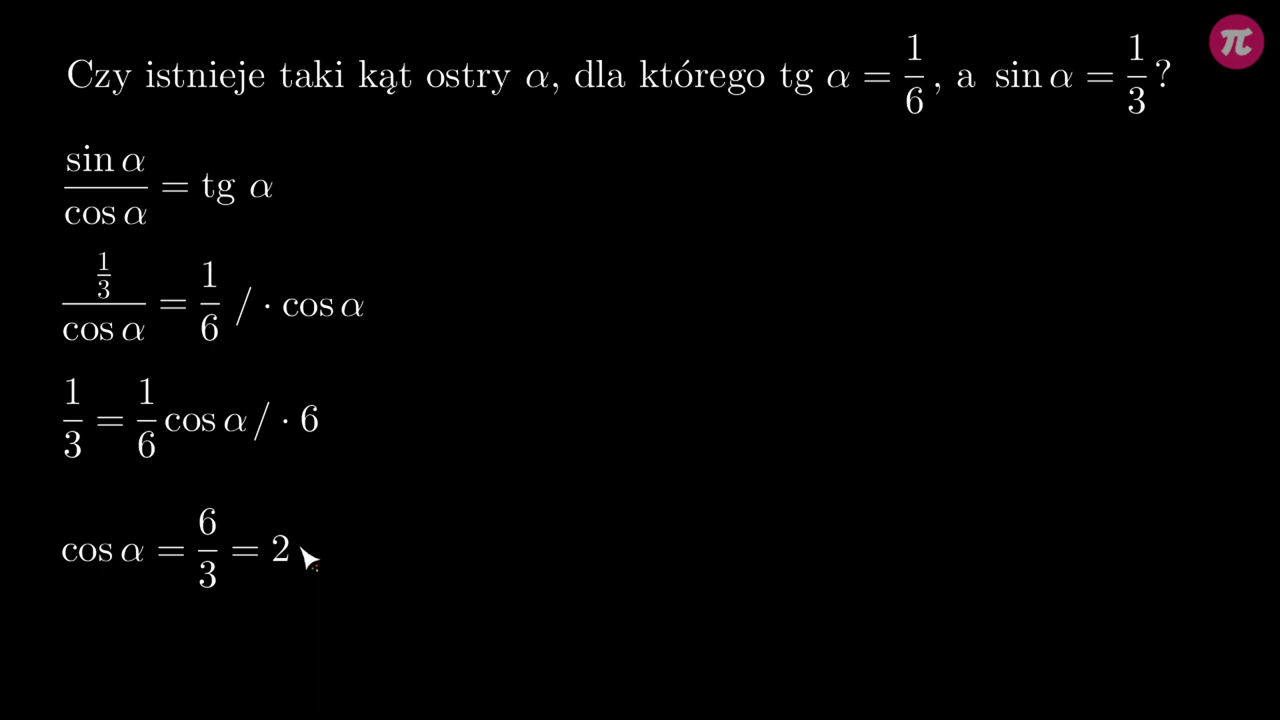 Czy istnieje taki kąt ostry α, dla którego tg α = 1/6, a sin α = 1/3?
sin α / cos α = tg α
1/3 / cos α = 1/6 / · cos α
1/3 = 1/6 cos α / · 6
cos α = 6/3 = 2
π